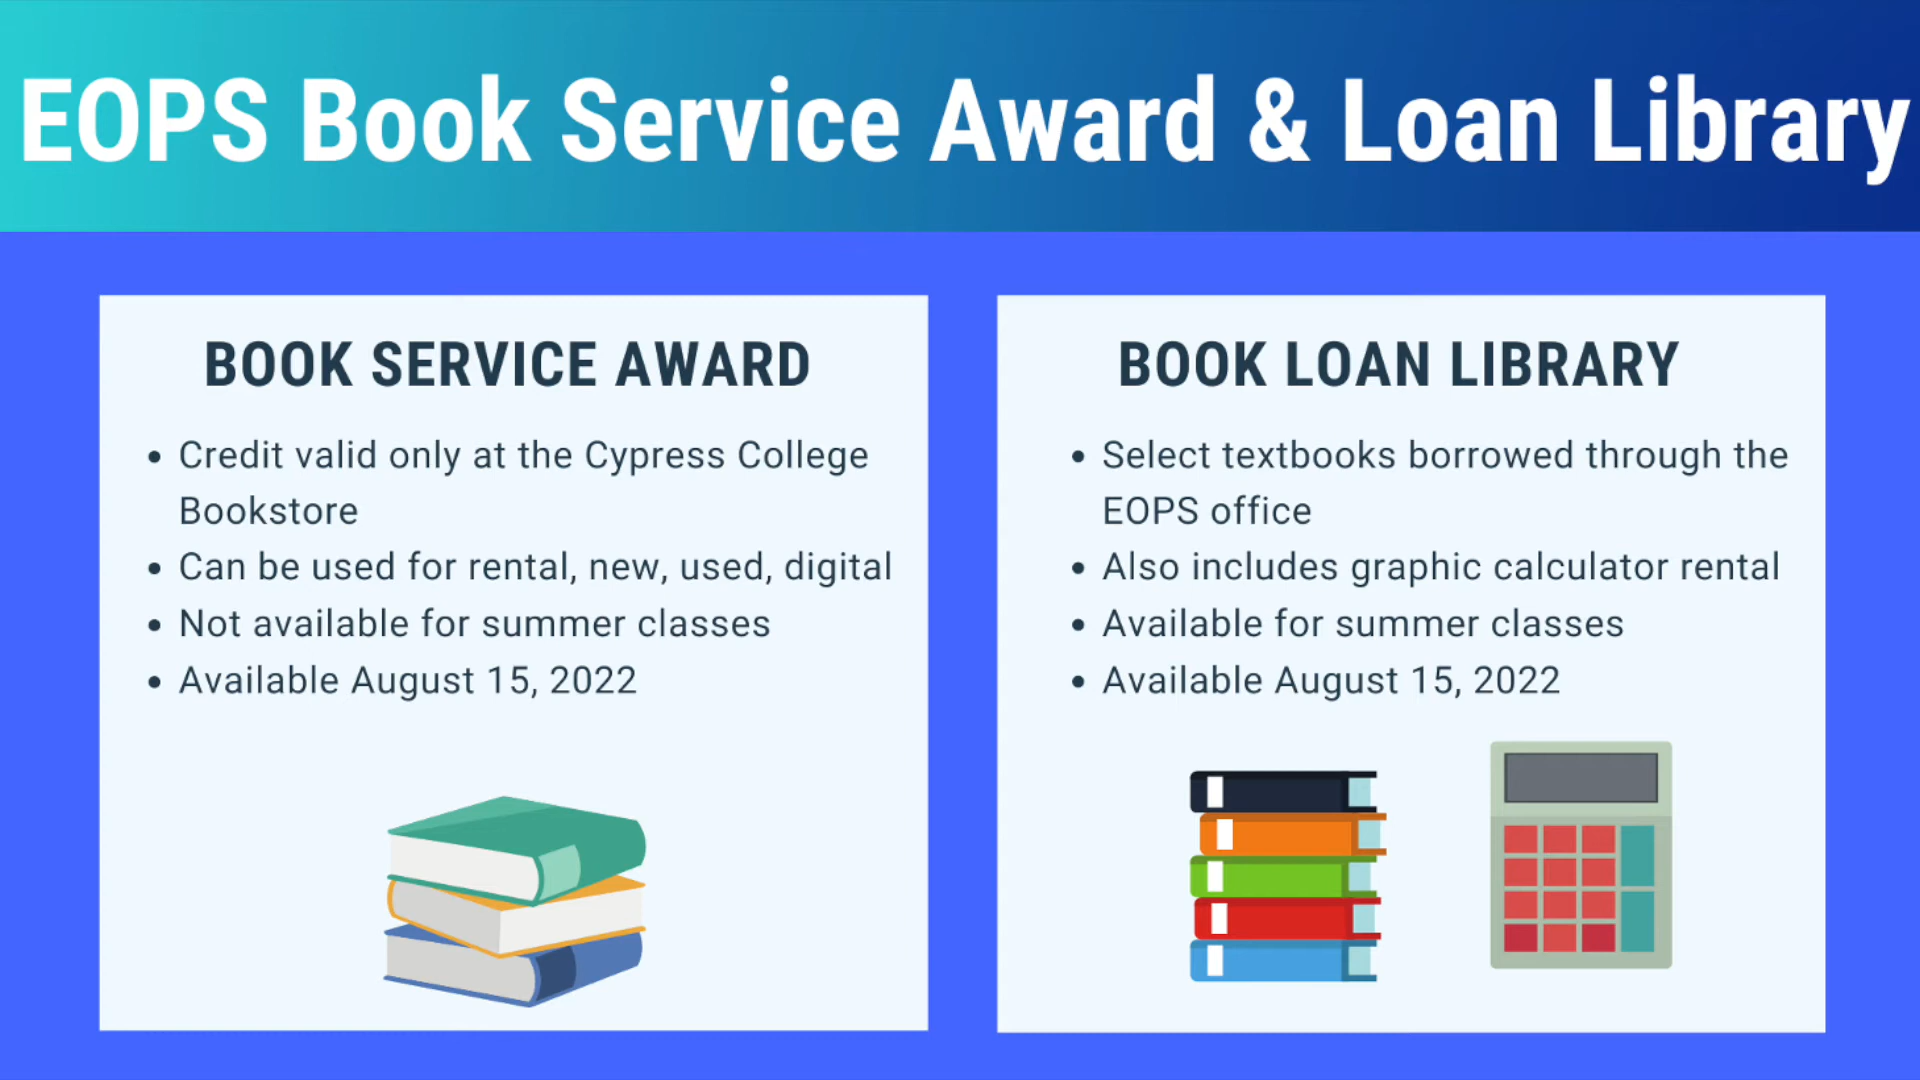 EOPS Book Service Award & Loan Library
BOOK SERVICE AWARD
• Credit valid only at the Cypress College
Bookstore
• Can be used for rental, new, used, digital
• Not available for summer classes
• Available August 15, 2022
BOOK LOAN LIBRARY
• Select textbooks borrowed through the
EOPS office
• Also includes graphic calculator rental
• Available for summer classes
• Available August 15, 2022